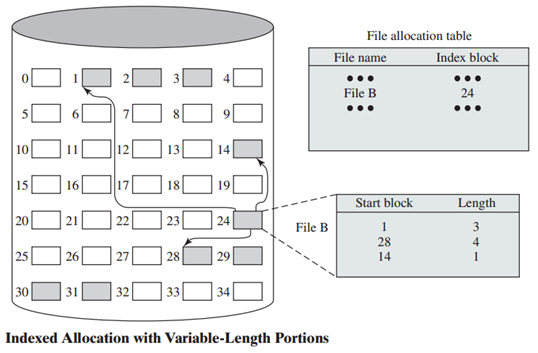 File allocation table
File name Index block
••• •••
File B 24
••• •••
0 1 2 3 4
5 6 7 8 9
10 11 12 13 14
15 16 17 18 19
20 21 22 23 24
25 26 27 28 29
30 31 32 33 34
File B
Start block Length
1 3
28 4
14 1
Indexed Allocation with Variable-Length Portions